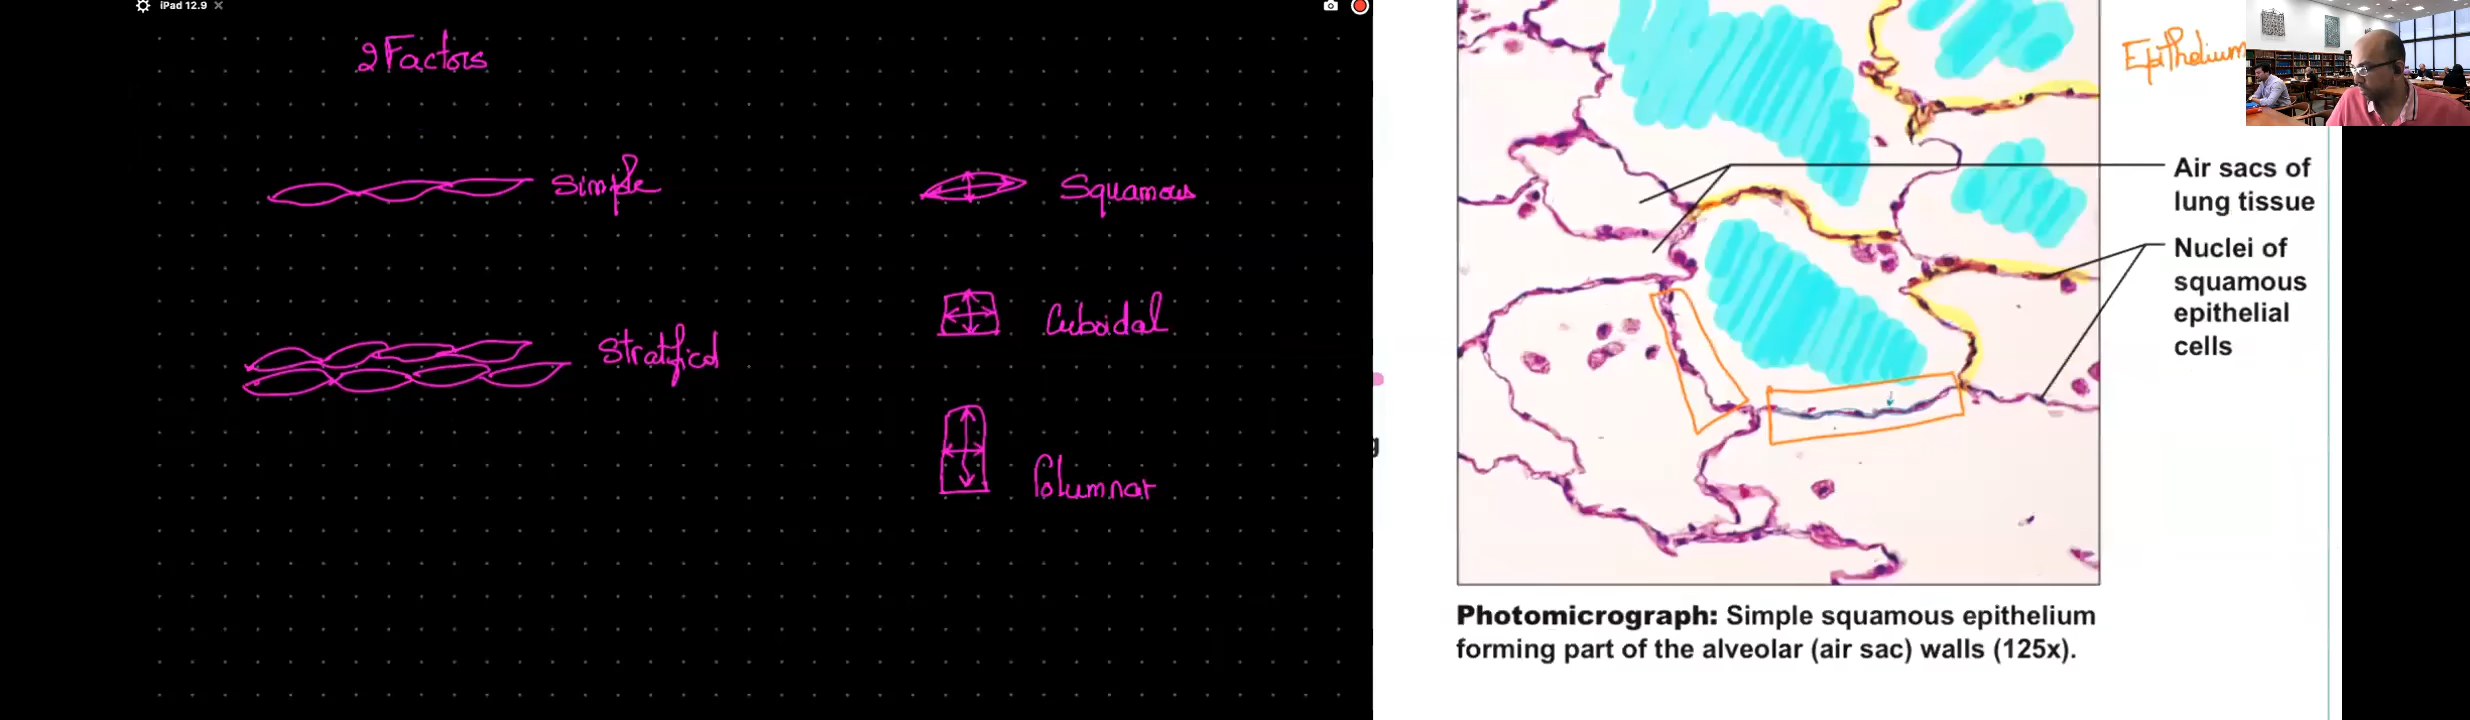 iPad 12.9
2 Factors
Simple
Stratified
Squamous
Cuboidal
Columnar
Epithelium
Air sacs of
lung tissue
Nuclei of
squamous
epithelial
cells
Photomicrograph: Simple squamous epithelium
forming part of the alveolar (air sac) walls (125x).